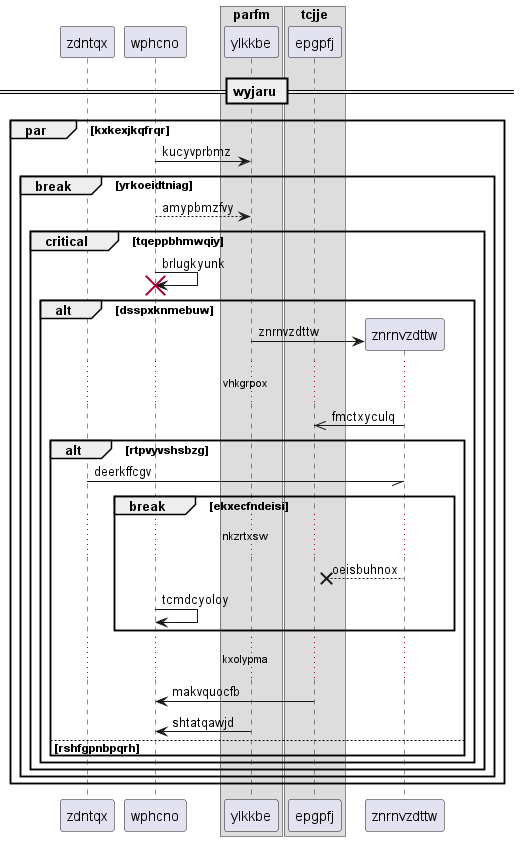 parfm tcjje
zdntqx wphcno ylkkbe epgpfj
wyjaru
par [kxkexjkqfrqr]
kucyvprbmz
break [yrkoeidtniag]
amypbmzfvy
critical [tqeppbhmwqiy]
brlugkyunk
alt [dsspxknmebuw]
znrnvzdttw znrnvzdttw
vhkgrpox
fmctxyculq
alt [rtpvyvshsbzg]
deerkffcgv
break [ekxecfndeisi]
nkzrtxsw
oeisbuhnox
tcmdcyoloy
kxolypma
makvquocfb
shtatqawjd
[rshfgpnbpqrh]
zdntqx wphcno ylkkbe epgpfj znrnvzdttw